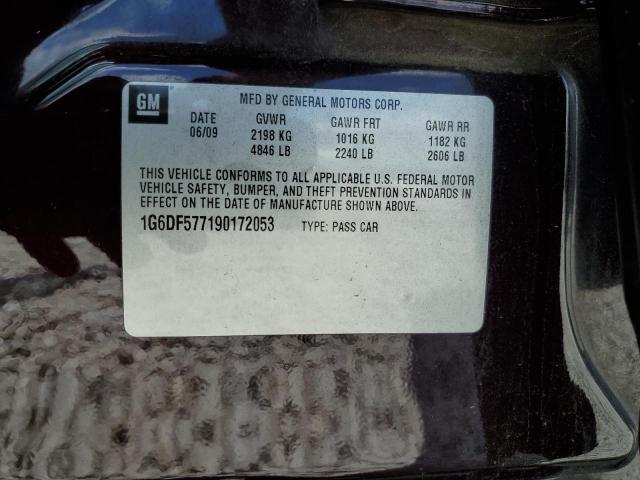 GM
MFD BY GENERAL MOTORS CORP.
DATE GVWR GAWR FRT GAWR RR
06/09 2198 KG 1016 KG 1182 KG
4846 LB 2240 LB 2606 LB
THIS VEHICLE CONFORMS TO ALL APPLICABLE U.S. FEDERAL MOTOR
VEHICLE SAFETY, BUMPER, AND THEFT PREVENTION STANDARDS IN
EFFECT ON THE DATE OF MANUFACTURE SHOWN ABOVE.
1G6DF577190172053 TYPE: PASS CAR